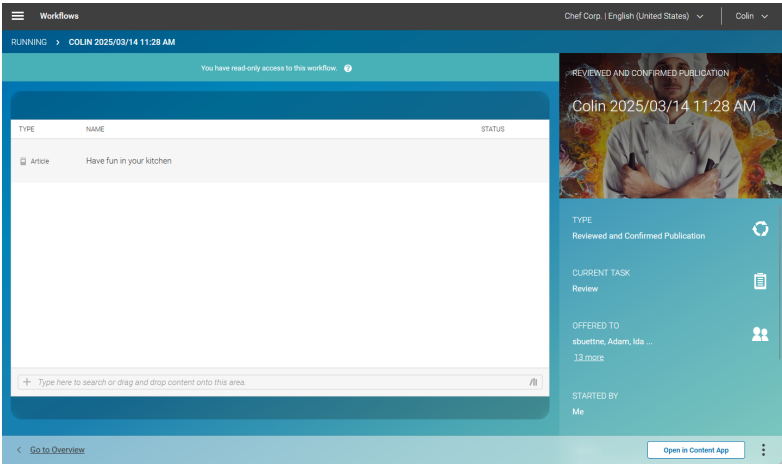 Workflows
Chef Corp. | English (United States)
Colin
RUNNING > COLIN 2025/03/14 11:28 AM
You have read-only access to this workflow. ?
TYPE NAME STATUS
Article Have fun in your kitchen
+ Type here to search or drag and drop content onto this area.
REVIEWED AND CONFIRMED PUBLICATION
Colin 2025/03/14 11:28 AM
TYPE
Reviewed and Confirmed Publication
CURRENT TASK
Review
OFFERED TO
sbuettne, Adam, Ida ...
13 more
STARTED BY
Me
< Go to Overview
Open in Content App